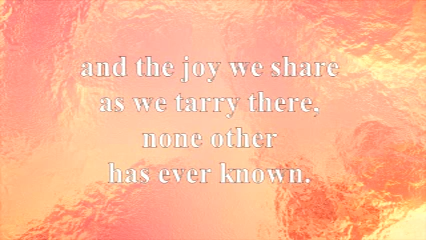 and the joy we share
as we tarry there,
none other
has ever known.